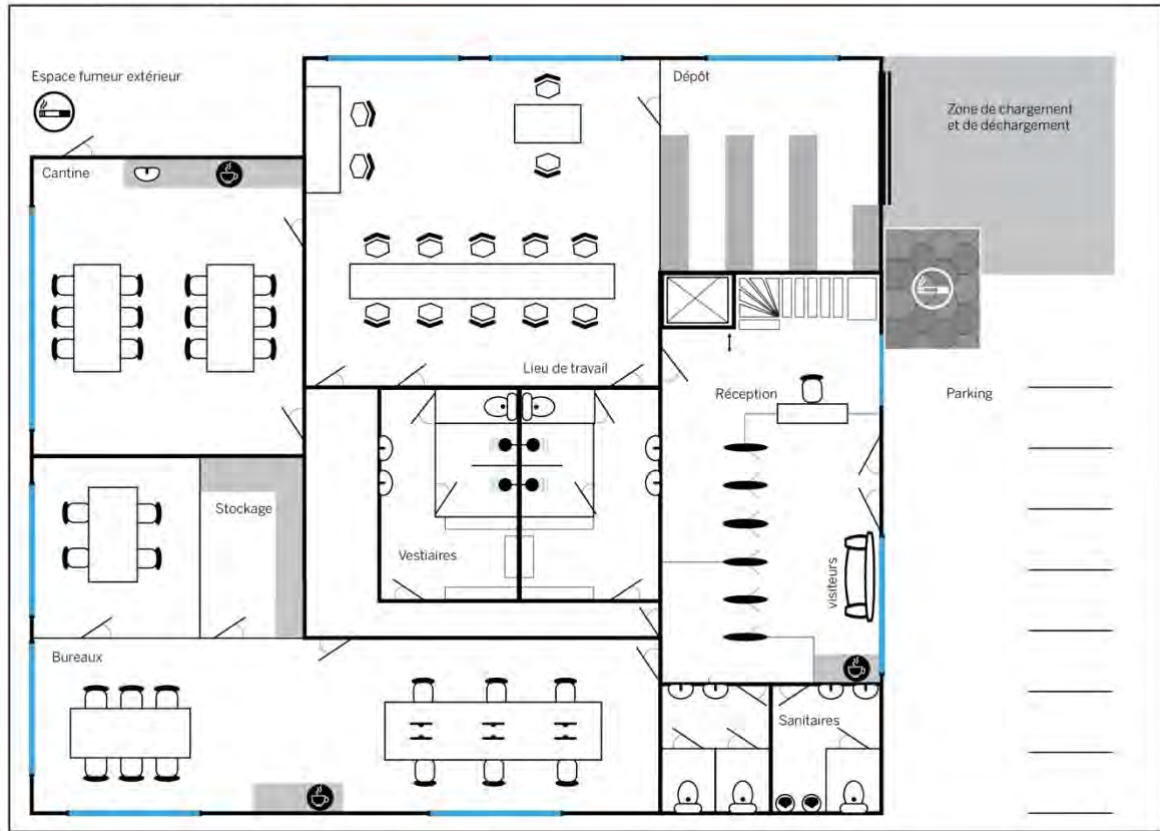 Espace fumeur extérieur
Dépôt
Zone de chargement
et de déchargement
Cantine
Lieu de travail
Réception
Parking
Stockage
Vestiaires
visiteurs
Bureaux
Sanitaires